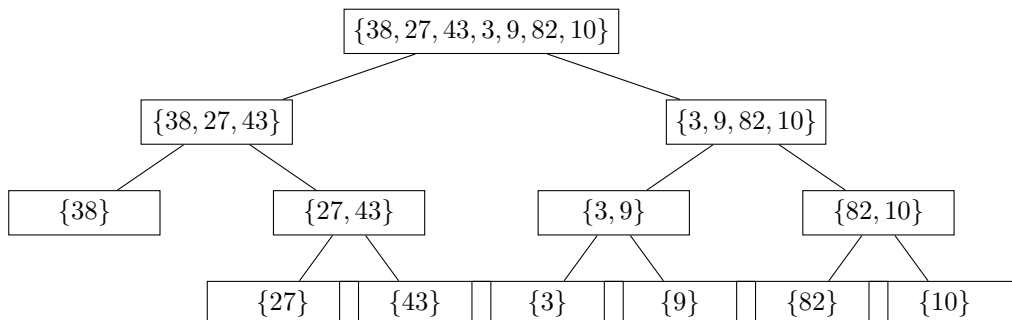 {38, 27, 43, 3, 9, 82, 10}
{38, 27, 43} {3, 9, 82, 10}
{38} {27, 43} {3, 9} {82, 10}
{27} {43} {3} {9} {82} {10}